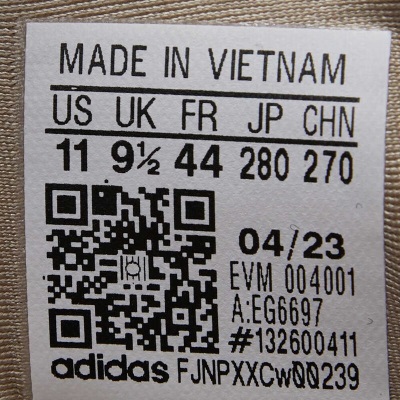 MADE IN VIETNAM
US UK FR JP CHN
11 9½ 44 280 270
04/23
EVM 004001
A:EG6697
#132600411
adidas FJNPXXCwQQ239